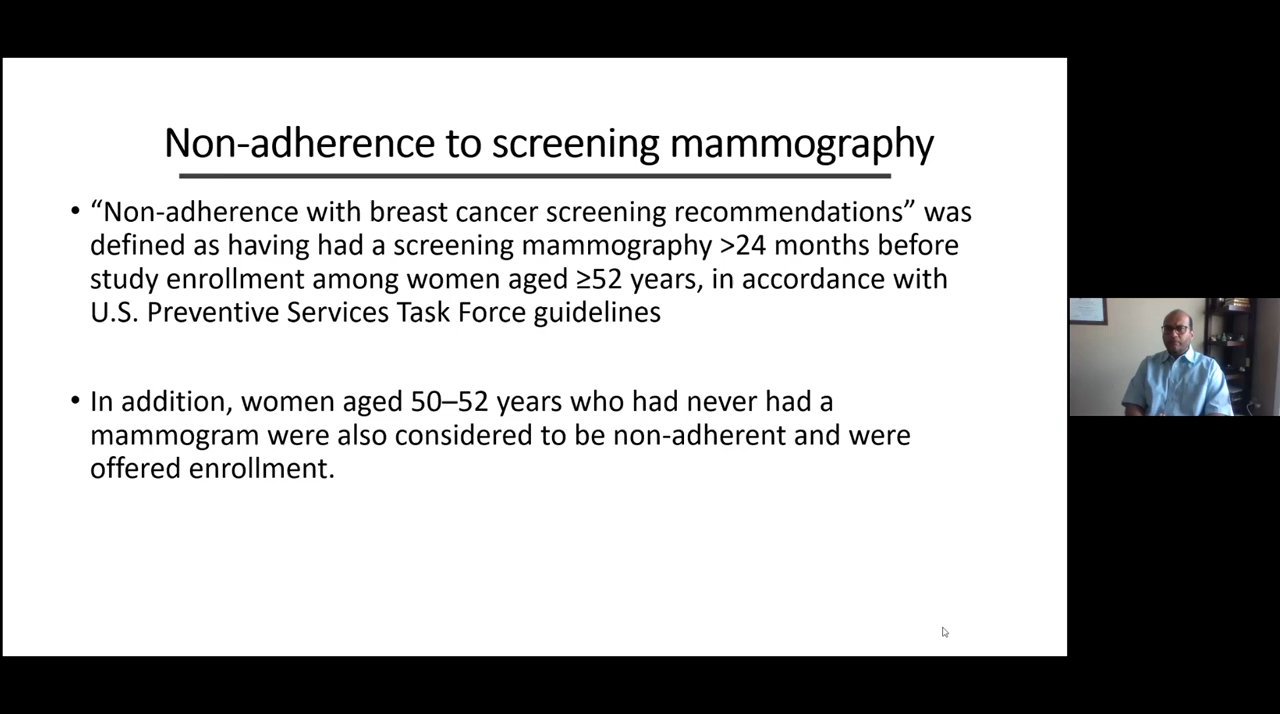 Non-adherence to screening mammography
• “Non-adherence with breast cancer screening recommendations” was
defined as having had a screening mammography >24 months before
study enrollment among women aged ≥52 years, in accordance with
U.S. Preventive Services Task Force guidelines
• In addition, women aged 50–52 years who had never had a
mammogram were also considered to be non-adherent and were
offered enrollment.